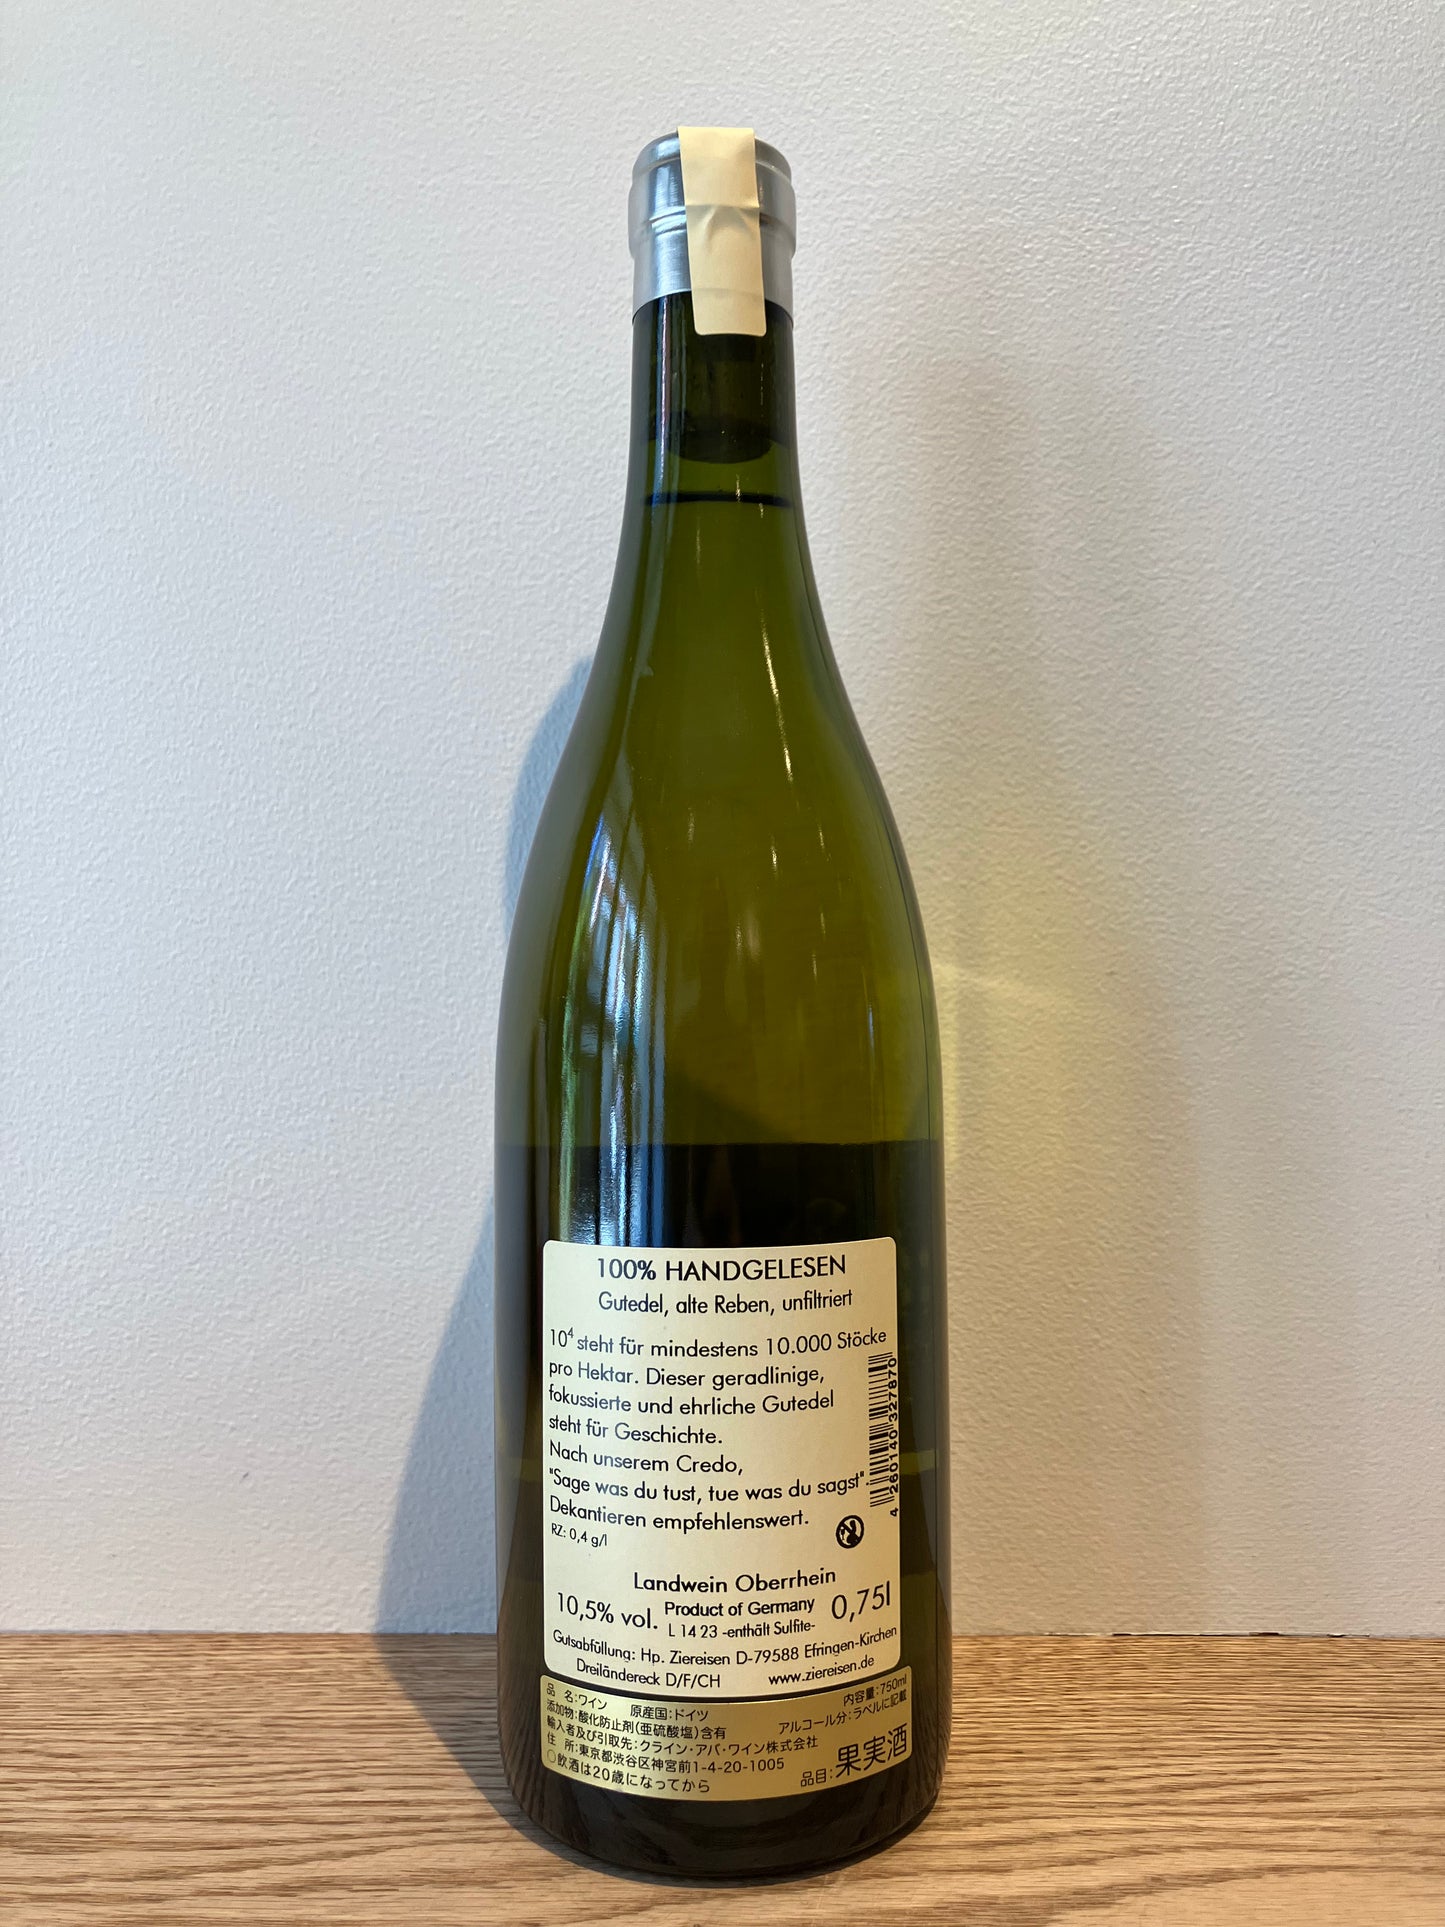 100% HANDGELESEN
Gutedel, alte Reben, unfiltriert
10⁴ steht für mindestens 10.000 Stöcke
pro Hektar. Dieser geradlinige,
fokussierte und ehrliche Gutedel
steht für Geschichte.
Nach unserem Credo,
"Sage was du tust, tue was du sagst".
Dekantieren empfehlenswert.
RZ: 0,4 g/l
4 260140 327870
Landwein Oberrhein
10,5% vol. Product of Germany 0,75l
L 14 23 -enthält Sulfite-
Gutsabfüllung: Hp. Ziereisen D-79588 Efringen-Kirchen
Dreiländereck D/F/CH www.ziereisen.de
品 名:ワイン 原産国:ドイツ 内容量:750ml
添加物:酸化防止剤(亜硫酸塩)含有 アルコール分:ラベルに記載
輸入者及び引取先:クライン・アバ・ワイン株式会社
住 所:東京都渋谷区神宮前1-4-20-1005
○飲酒は20歳になってから 品目:果実酒